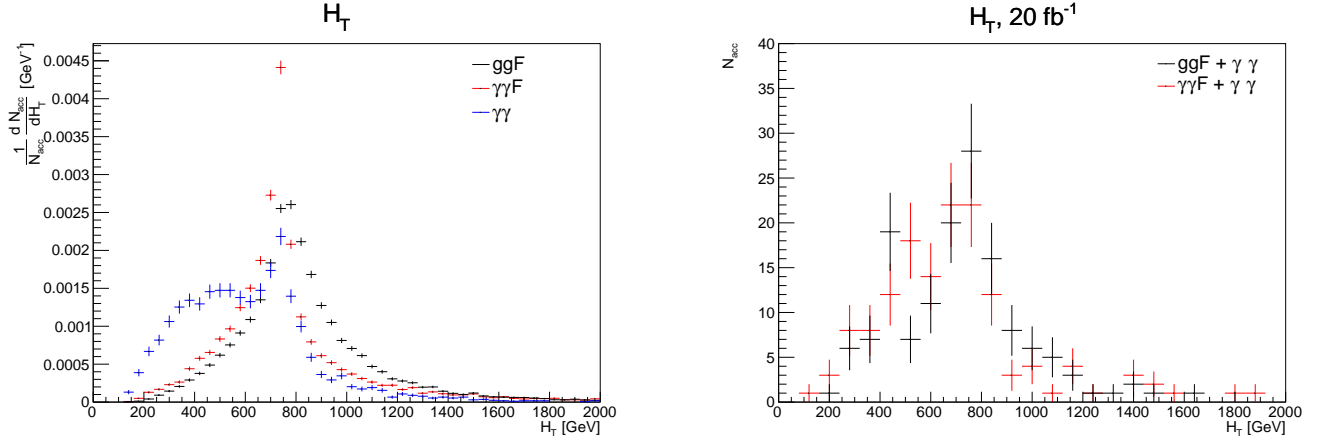 H_T
1/N_acc d N_acc/dH_T [GeV^-1]
0.0045
0.004
0.0035
0.003
0.0025
0.002
0.0015
0.001
0.0005
0
ggF
γγF
γγ
0 200 400 600 800 1000 1200 1400 1600 1800 2000
H_T [GeV]
H_T, 20 fb^-1
N_acc
40
35
30
25
20
15
10
5
0
ggF + γ γ
γγF + γ γ
0 200 400 600 800 1000 1200 1400 1600 1800 2000
H_T [GeV]